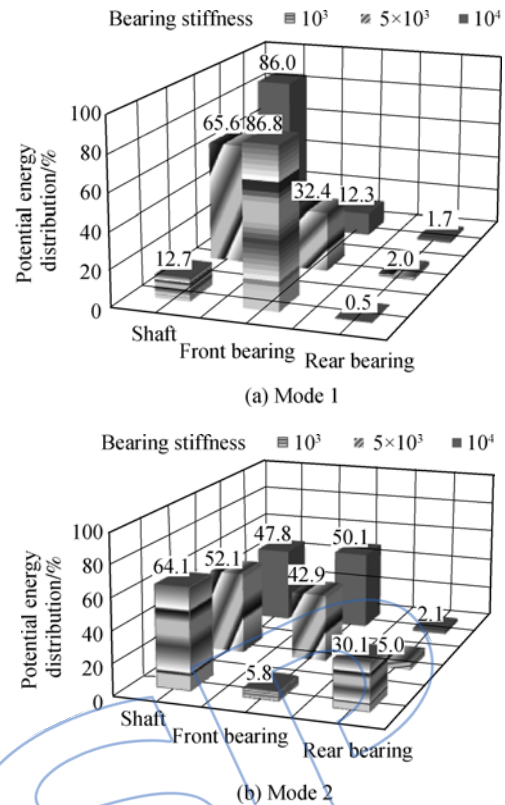 Bearing stiffness 10³ 5×10³ 10⁴
86.0
100
65.6 86.8
80
32.4 12.3
60
40
12.7
1.7
20
2.0
0
0.5
Potential energy
distribution/%
Shaft
Front bearing
Rear bearing
(a) Mode 1
Bearing stiffness 10³ 5×10³ 10⁴
100
47.8 50.1
80
64.1 52.1
42.9
60
40
2.1
30.1 5.0
20
5.8
0
Potential energy
distribution/%
Shaft
Front bearing
Rear bearing
(b) Mode 2